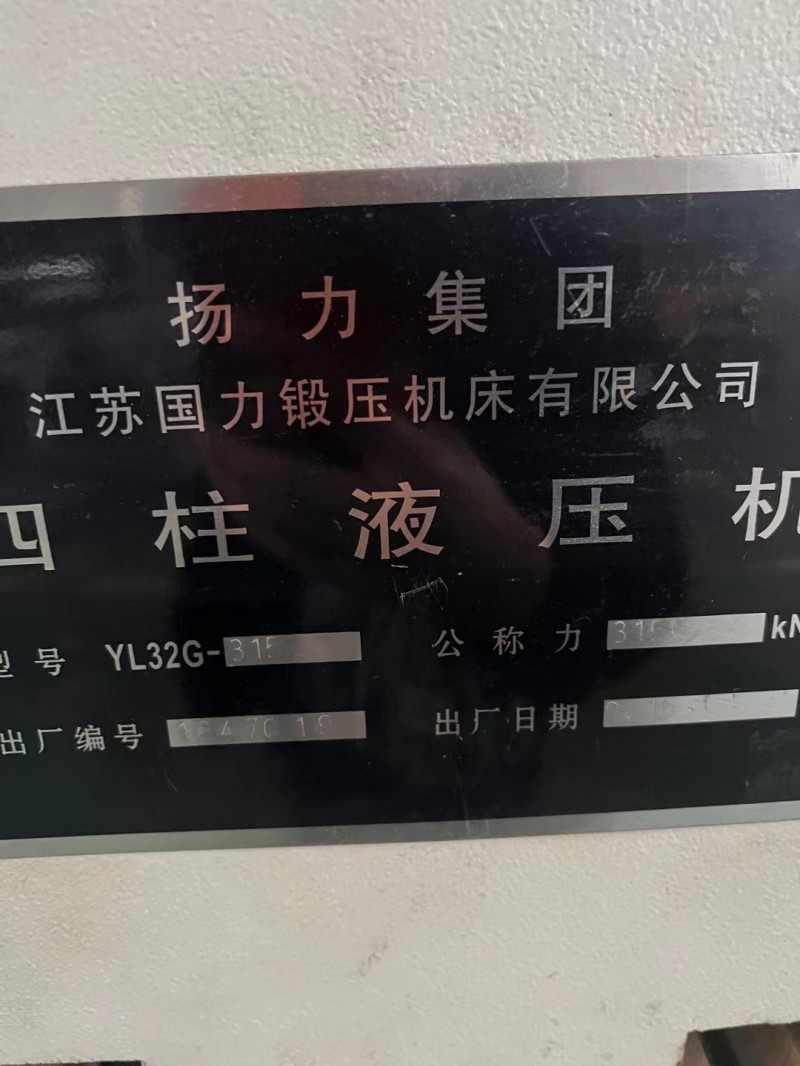 扬力集团
江苏国力锻压机床有限公司
四柱液压机
型号 YL32G-315 公称力 kN
出厂编号 出厂日期